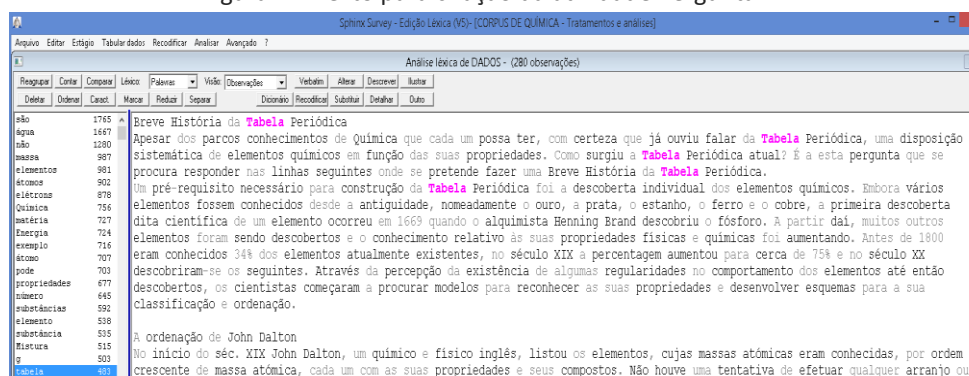 Sphinx Survey - Edição Léxica (V5)- [CORPUS DE QUÍMICA - Tratamentos e análises]
Arquivo Editar Estágio Tabular dados Recodificar Analisar Avançado ?
Análise léxica de DADOS - (280 observações)
Reagrupar Contar Comparar Léxico: Palavras Visão: Observações Verbatim Alterar Descrever Ilustrar
Deletar Ordenar Caract. Marcar Reduzir Separar Dicionário Recodificar Substituir Detalhar Outro
são 1765
água 1667
não 1280
massa 987
elementos 981
átomos 902
elétrons 878
Química 756
matéria 727
Energia 724
exemplo 716
átomo 707
pode 703
propriedades 677
número 645
substâncias 592
elemento 538
substância 535
Mistura 515
g 503
tabela 483
Breve História da Tabela Periódica
Apesar dos parcos conhecimentos de Química que cada um possa ter, com certeza que já ouviu falar da Tabela Periódica, uma disposição
sistemática de elementos químicos em função das suas propriedades. Como surgiu a Tabela Periódica atual? É a esta pergunta que se
procura responder nas linhas seguintes onde se pretende fazer uma Breve História da Tabela Periódica.
Um pré-requisito necessário para construção da Tabela Periódica foi a descoberta individual dos elementos químicos. Embora vários
elementos fossem conhecidos desde a antiguidade, nomeadamente o ouro, a prata, o estanho, o ferro e o cobre, a primeira descoberta
dita científica de um elemento ocorreu em 1669 quando o alquimista Henning Brand descobriu o fósforo. A partir daí, muitos outros
elementos foram sendo descobertos e o conhecimento relativo às suas propriedades físicas e químicas foi aumentando. Antes de 1800
eram conhecidos 34% dos elementos atualmente existentes, no século XIX a percentagem aumentou para cerca de 75% e no século XX
descobriram-se os seguintes. Através da percepção da existência de algumas regularidades no comportamento dos elementos até então
descobertos, os cientistas começaram a procurar modelos para reconhecer as suas propriedades e desenvolver esquemas para a sua
classificação e ordenação.
A ordenação de John Dalton
No início do séc. XIX John Dalton, um químico e físico inglês, listou os elementos, cujas massas atómicas eram conhecidas, por ordem
crescente de massa atómica, cada um com as suas propriedades e seus compostos. Não houve uma tentativa de efetuar qualquer arranjo ou